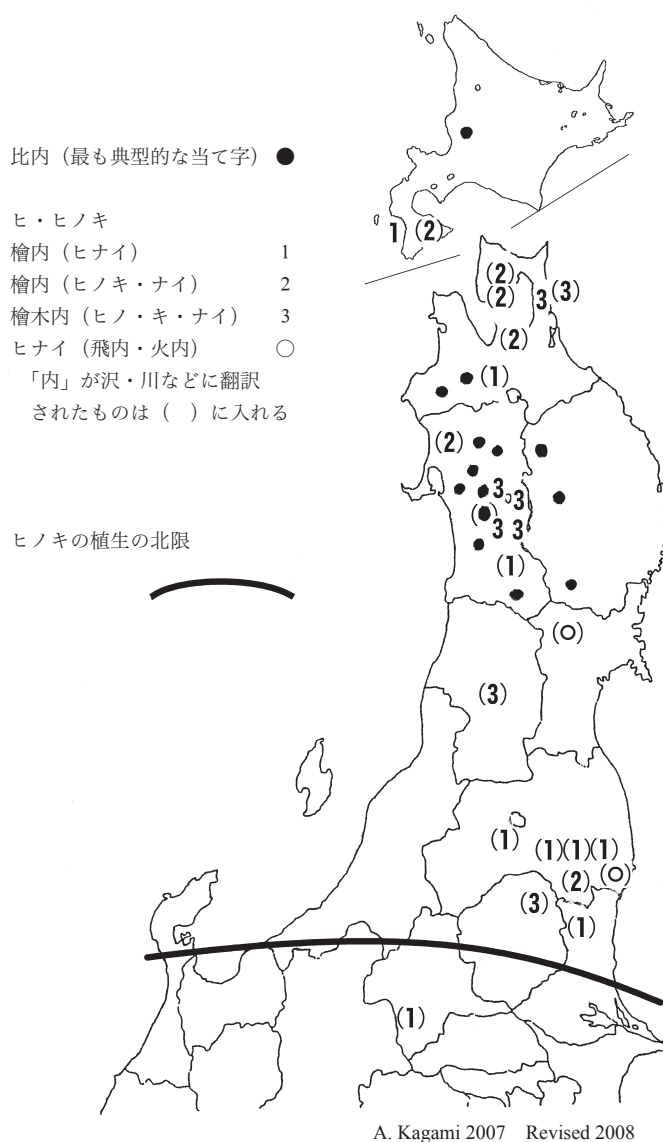 比内（最も典型的な当て字）●
ヒ・ヒノキ
檜内（ヒナイ） 1
檜内（ヒノキ・ナイ） 2
檜木内（ヒノ・キ・ナイ） 3
ヒナイ（飛内・火内） ○
「内」が沢・川などに翻訳
されたものは（　）に入れる
ヒノキの植生の北限
1 (2)
(2)
(2) 3 (3)
(2)
(1)
(2)
3
3
( )
3 3
(1)
(○)
(3)
(1)
(1)(1)(1)
(2) (○)
(3)
(1)
(1)
A. Kagami 2007 Revised 2008